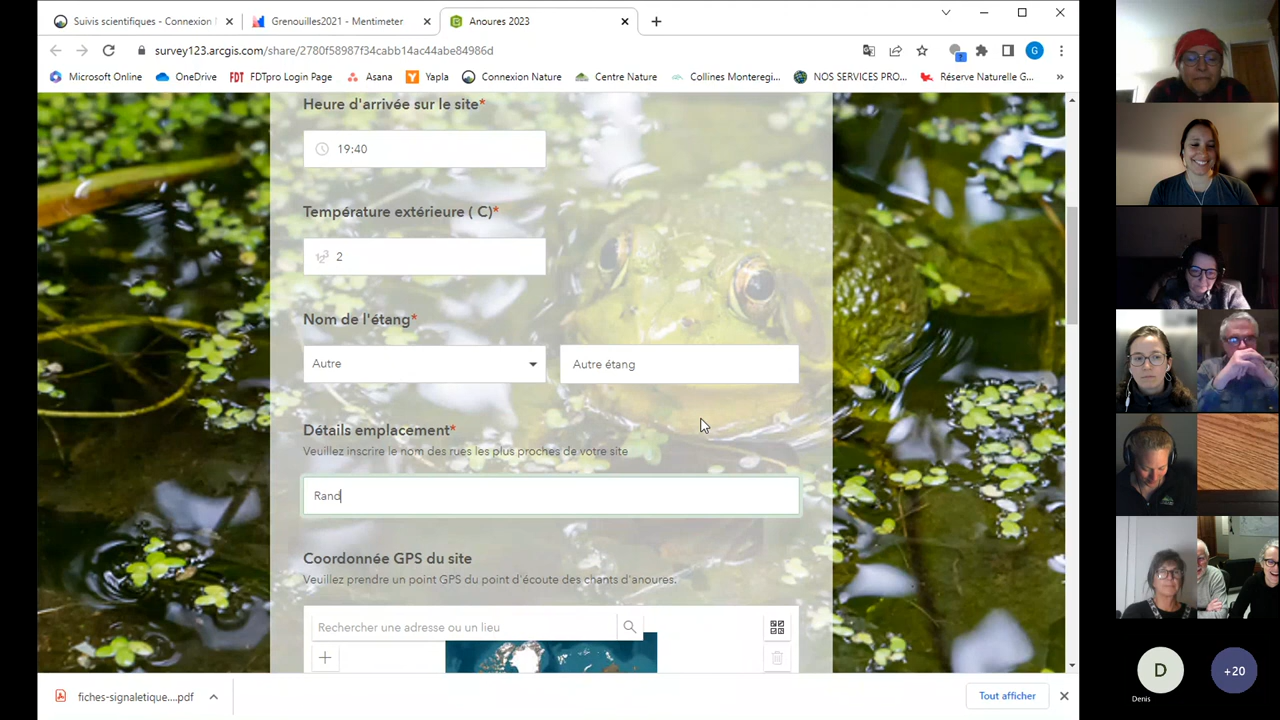 Suivis scientifiques - Connexion
Grenouilles2021 - Mentimeter
Anoures 2023
survey123.arcgis.com/share/2780f58987f34cabb14ac44abe84986d
G
Microsoft Online
OneDrive
FDT FDTpro Login Page
Asana
Yapla
Connexion Nature
Centre Nature
Collines Monteregi...
NOS SERVICES PRO...
Réserve Naturelle G...
Heure d'arrivée sur le site*
19:40
Température extérieure ( C)*
2
Nom de l'étang*
Autre
Autre étang
Détails emplacement*
Veuillez inscrire le nom des rues les plus proches de votre site
Rand
Coordonnée GPS du site
Veuillez prendre un point GPS du point d'écoute des chants d'anoures.
Rechercher une adresse ou un lieu
fiches-signaletique....pdf
Tout afficher
D
Denis
+20